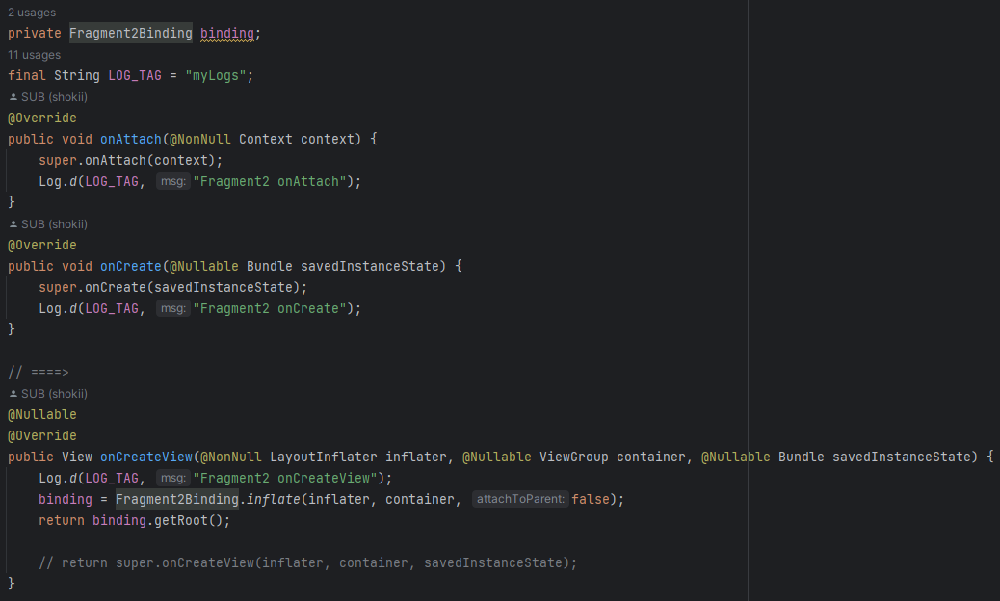 2 usages
private Fragment2Binding binding;
11 usages
final String LOG_TAG = "myLogs";
SUB (shokii)
@Override
public void onAttach(@NonNull Context context) {
    super.onAttach(context);
    Log.d(LOG_TAG, msg: "Fragment2 onAttach");
}
SUB (shokii)
@Override
public void onCreate(@Nullable Bundle savedInstanceState) {
    super.onCreate(savedInstanceState);
    Log.d(LOG_TAG, msg: "Fragment2 onCreate");
}
// ====>
SUB (shokii)
@Nullable
@Override
public View onCreateView(@NonNull LayoutInflater inflater, @Nullable ViewGroup container, @Nullable Bundle savedInstanceState) {
    Log.d(LOG_TAG, msg: "Fragment2 onCreateView");
    binding = Fragment2Binding.inflate(inflater, container, attachToParent: false);
    return binding.getRoot();
    // return super.onCreateView(inflater, container, savedInstanceState);
}